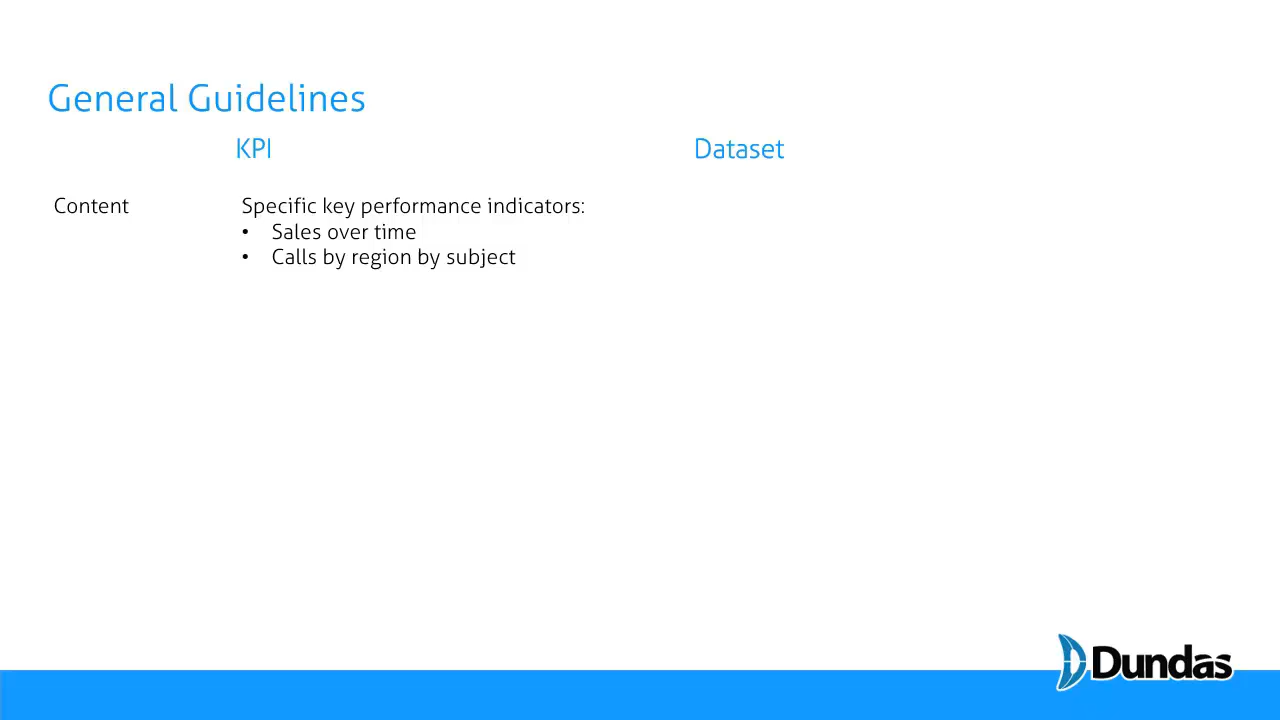 General Guidelines
KPI Dataset
Content Specific key performance indicators:
• Sales over time
• Calls by region by subject
Dundas